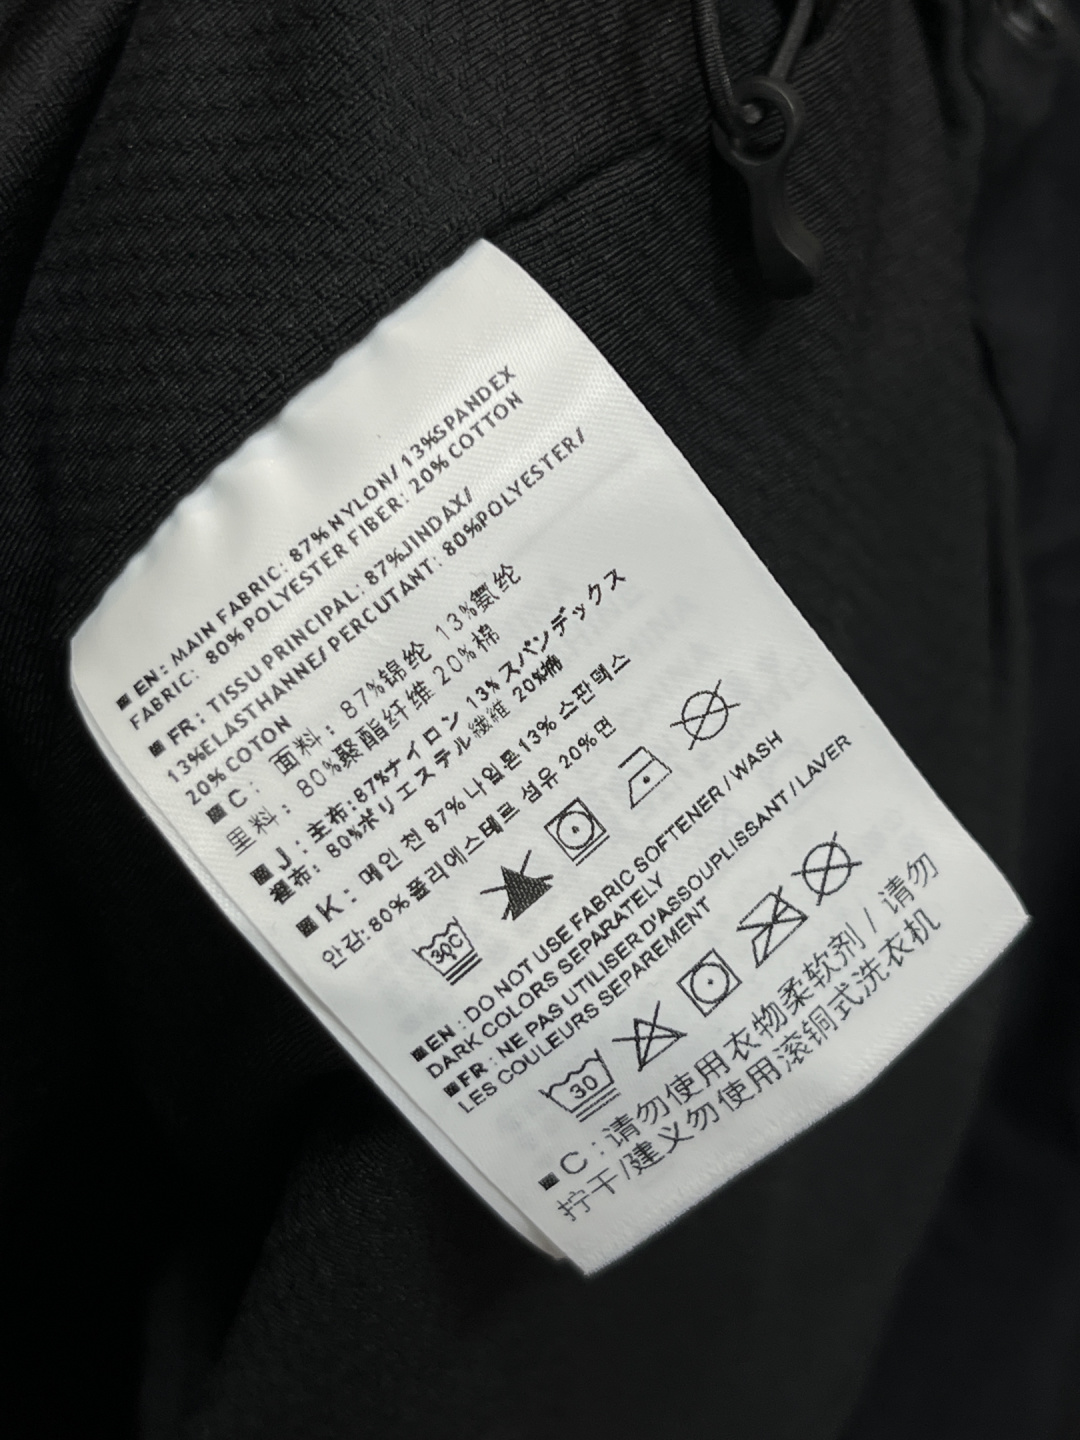 ■ EN: MAIN FABRIC: 87% NYLON/ 13%SPANDEX
FABRIC: 80% POLYESTER FIBER: 20% COTTON
■ FR: TISSU PRINCIPAL: 87%JINDAX/
13%ELASTHANNE/ PERCUTANT: 80%POLYESTER/
20% COTON
■ C: 面料: 87%锦纶 13%氨纶
里料: 80%聚酯纤维 20%棉
■ J: 主布: 87%ナイロン 13% スパンデックス
裡布: 80%ポリエステル繊維 20%棉
■ K: 메인 천 87% 나일론 13% 스판덱스
안감: 80% 폴리에스테르 섬유 20% 면
30C
■EN: DO NOT USE FABRIC SOFTENER / WASH
DARK COLORS SEPARATELY
■FR: NE PAS UTILISER D'ASSOUPLISSANT / LAVER
LES COULEURS SEPAREMENT
30
■C: 请勿使用衣物柔软剂 / 请勿
拧干/建义勿使用滚铜式洗衣机